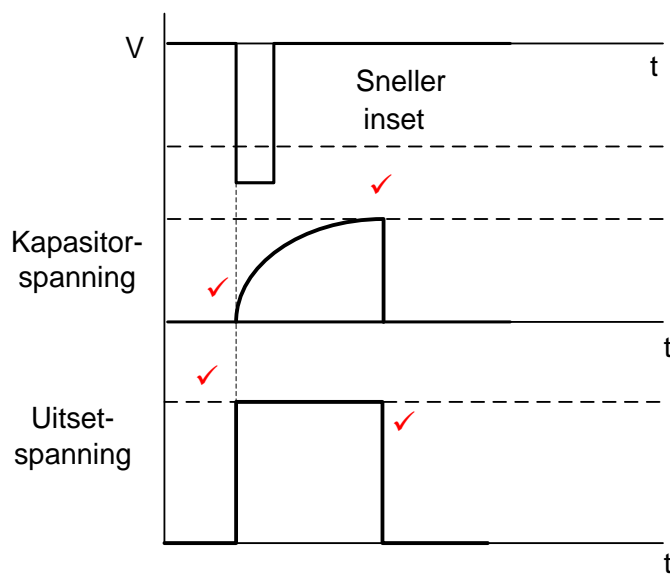 V
t
Sneller
inset
Kapasitor-
spanning
t
Uitset-
spanning
t